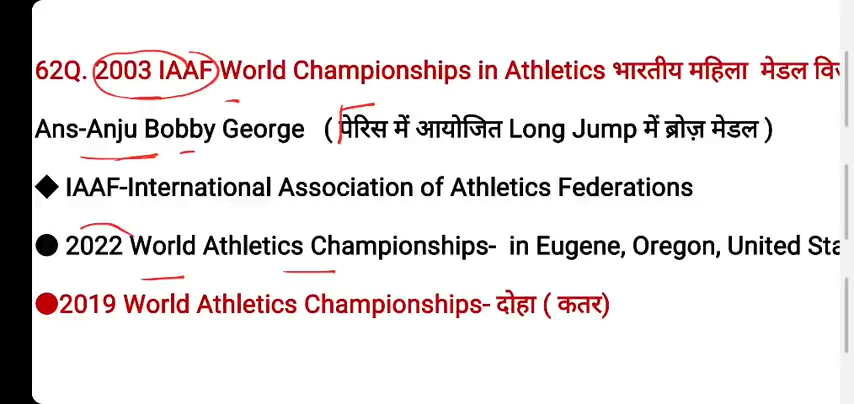 62Q. 2003 IAAF World Championships in Athletics भारतीय महिला मेडल
Ans-Anju Bobby George ( पेरिस में आयोजित Long Jump में ब्रोज़ मेडल )
◆ IAAF-International Association of Athletics Federations
● 2022 World Athletics Championships- in Eugene, Oregon, United
●2019 World Athletics Championships- दोहा ( कतर)